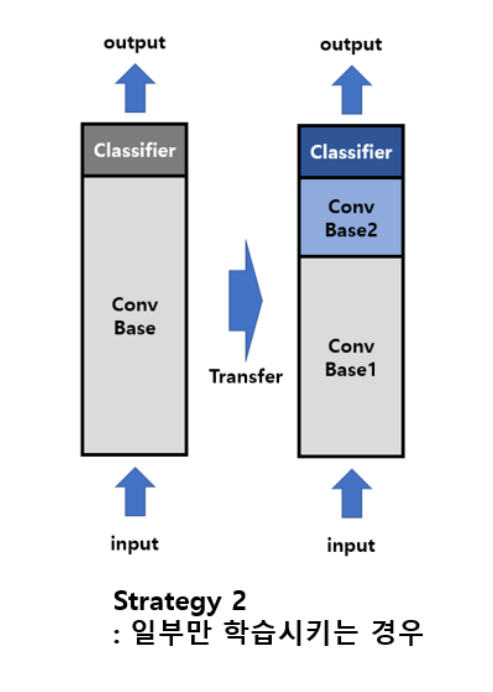 output
Classifier
Conv
Base
input
Transfer
output
Classifier
Conv
Base2
Conv
Base1
input
Strategy 2
: 일부만 학습시키는 경우